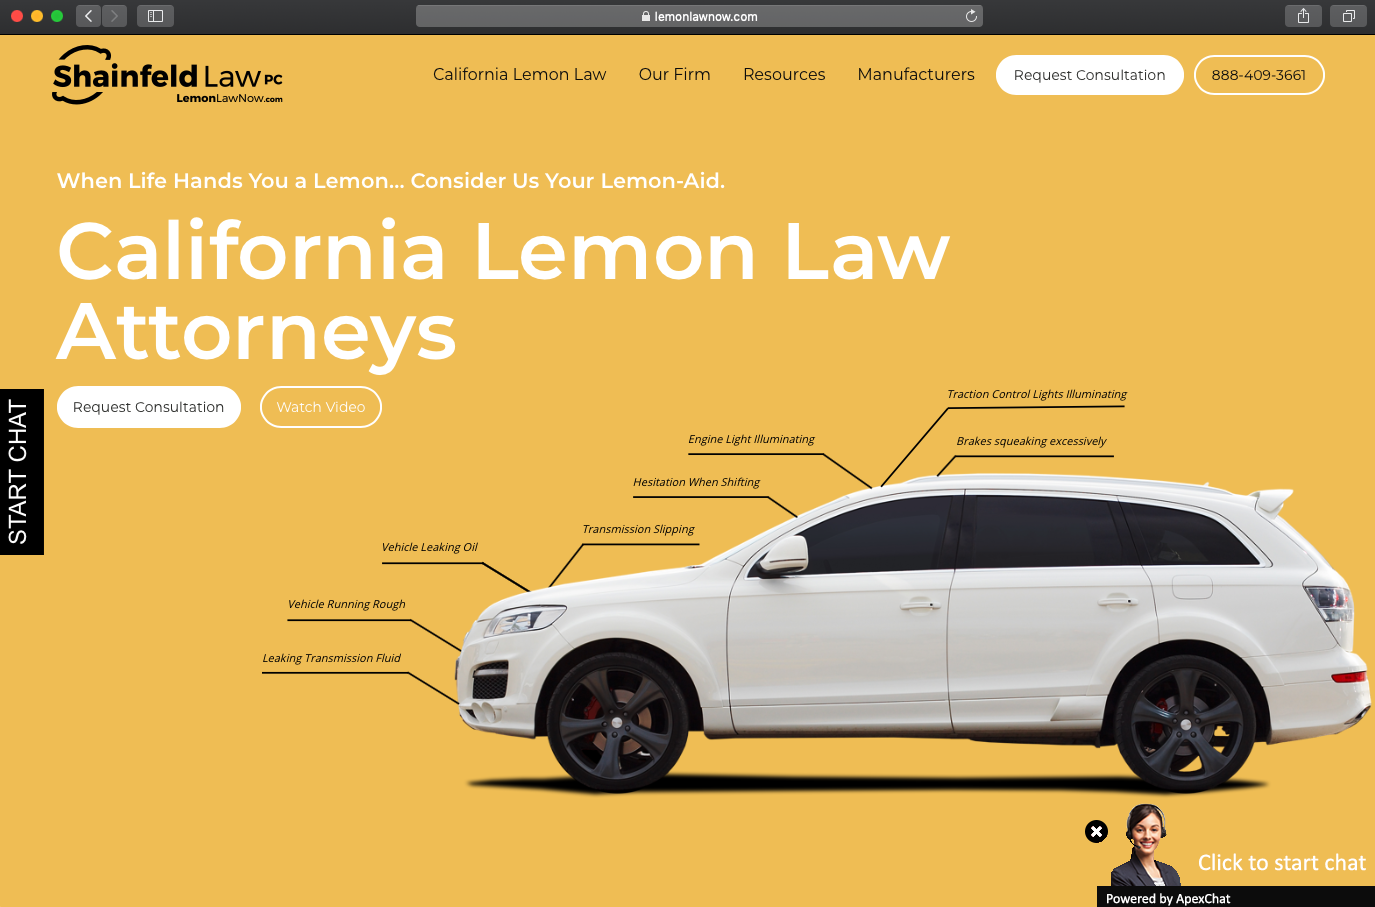 lemonlawnow.com
Shainfeld Law PC
LemonLawNow.com
California Lemon Law
Our Firm
Resources
Manufacturers
Request Consultation
888-409-3661
When Life Hands You a Lemon... Consider Us Your Lemon-Aid.
California Lemon Law
Attorneys
Request Consultation
Watch Video
START CHAT
Traction Control Lights Illuminating
Engine Light Illuminating
Brakes squeaking excessively
Hesitation When Shifting
Transmission Slipping
Vehicle Leaking Oil
Vehicle Running Rough
Leaking Transmission Fluid
Click to start chat
Powered by ApexChat